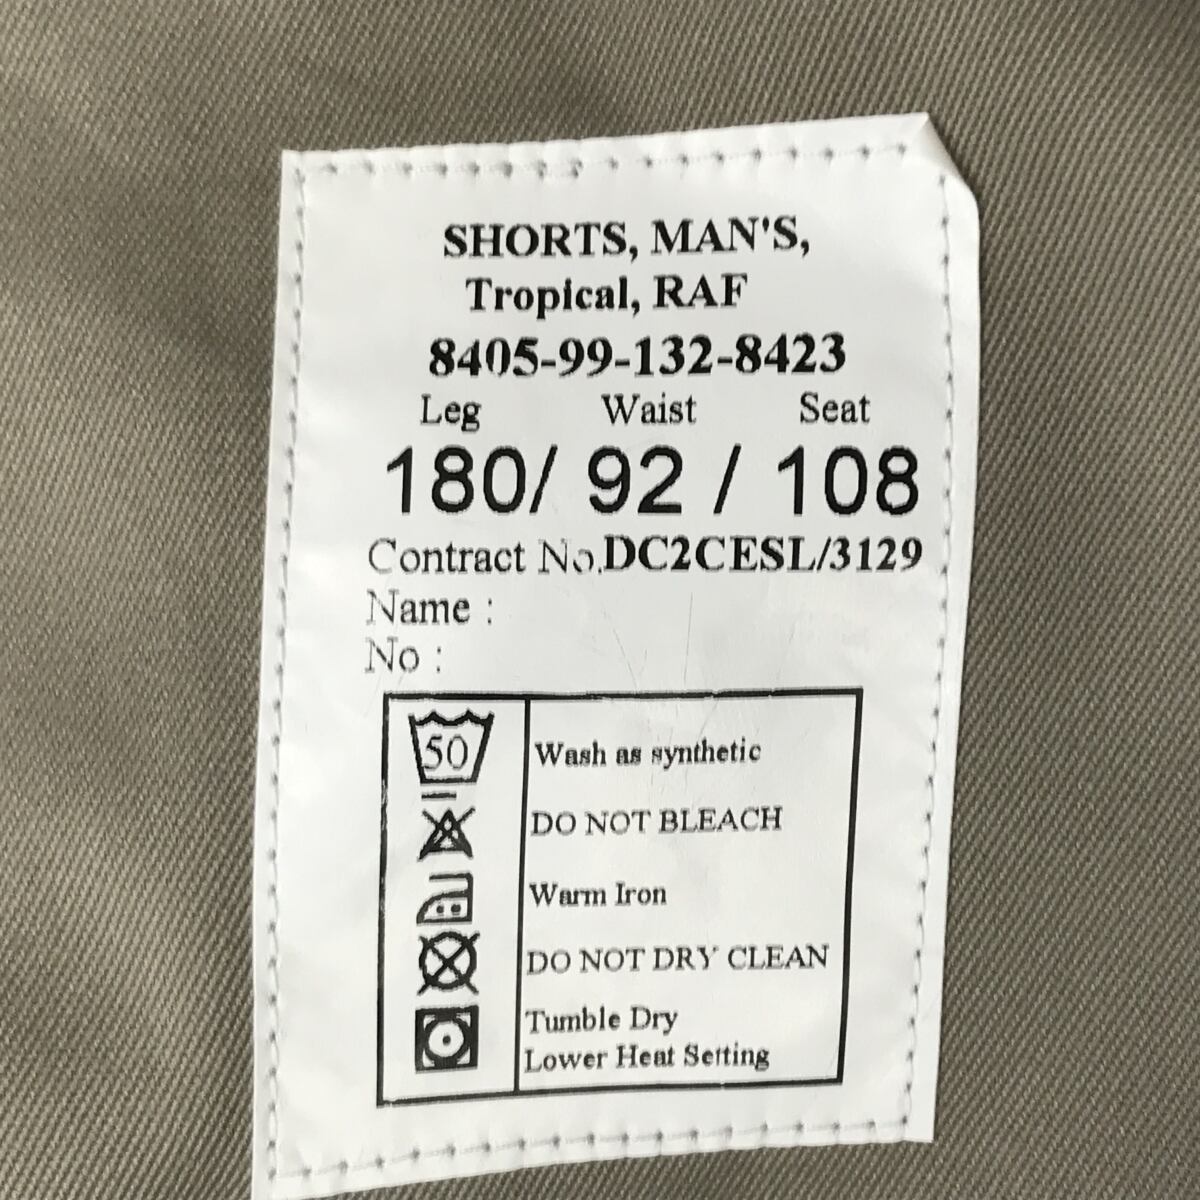 SHORTS, MAN'S,
Tropical, RAF
8405-99-132-8423
Leg Waist Seat
180/ 92 / 108
Contract No.DC2CESL/3129
Name :
No :
50 Wash as synthetic
DO NOT BLEACH
Warm Iron
DO NOT DRY CLEAN
Tumble Dry
Lower Heat Setting